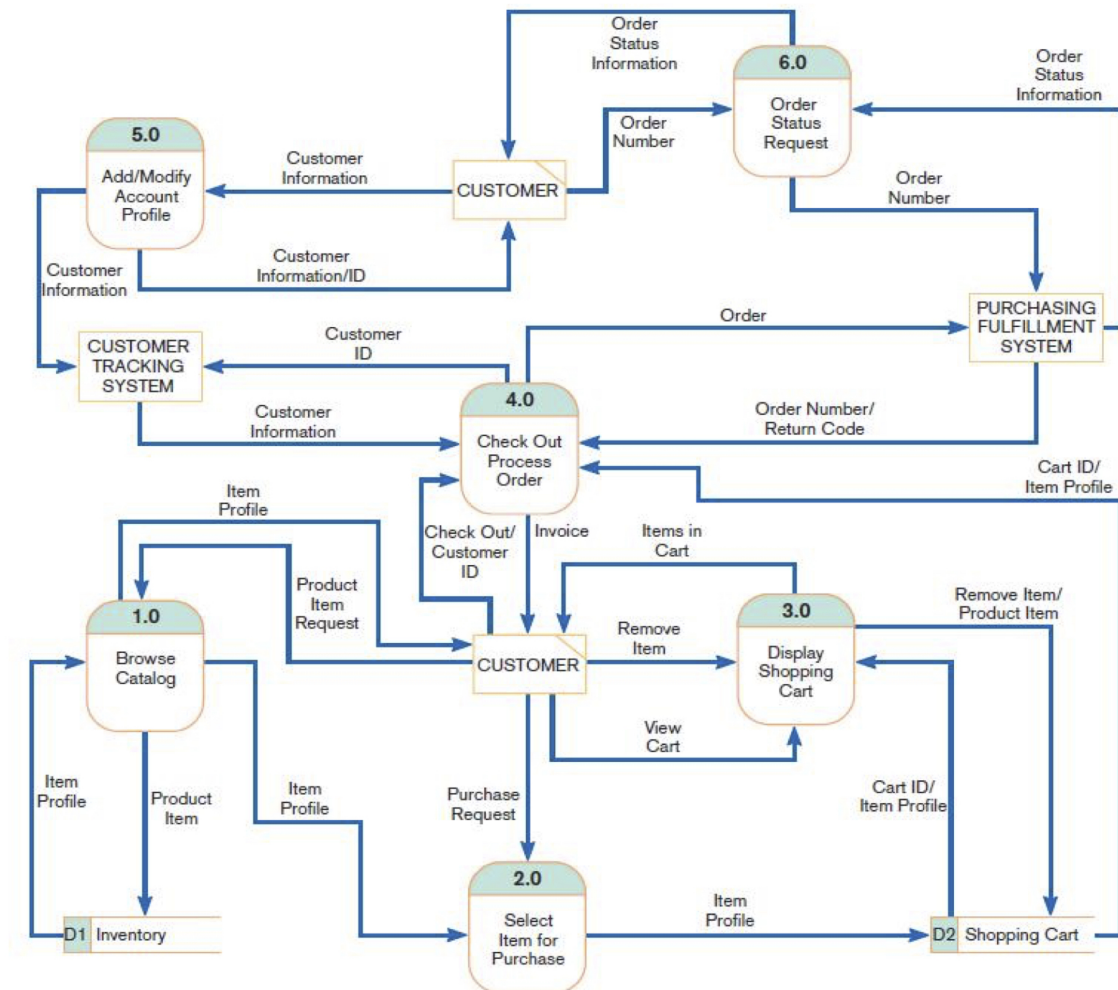 Order
Status
Information
6.0
Order
Status
Request
Order
Status
Information
Order
Number
5.0
Add/Modify
Account
Profile
Customer
Information
CUSTOMER
Order
Number
Customer
Information/ID
Customer
Information
PURCHASING
FULFILLMENT
SYSTEM
Order
CUSTOMER
TRACKING
SYSTEM
Customer
ID
4.0
Check Out
Process
Order
Customer
Information
Order Number/
Return Code
Cart ID/
Item Profile
Item
Profile
Check Out/
Customer
ID
Invoice
Items in
Cart
Product
Item
Request
1.0
Browse
Catalog
3.0
Display
Shopping
Cart
Remove Item/
Product Item
CUSTOMER
Remove
Item
View
Cart
Item
Profile
Product
Item
Item
Profile
Purchase
Request
Cart ID/
Item Profile
2.0
Select
Item for
Purchase
Item
Profile
D1 Inventory
D2 Shopping Cart